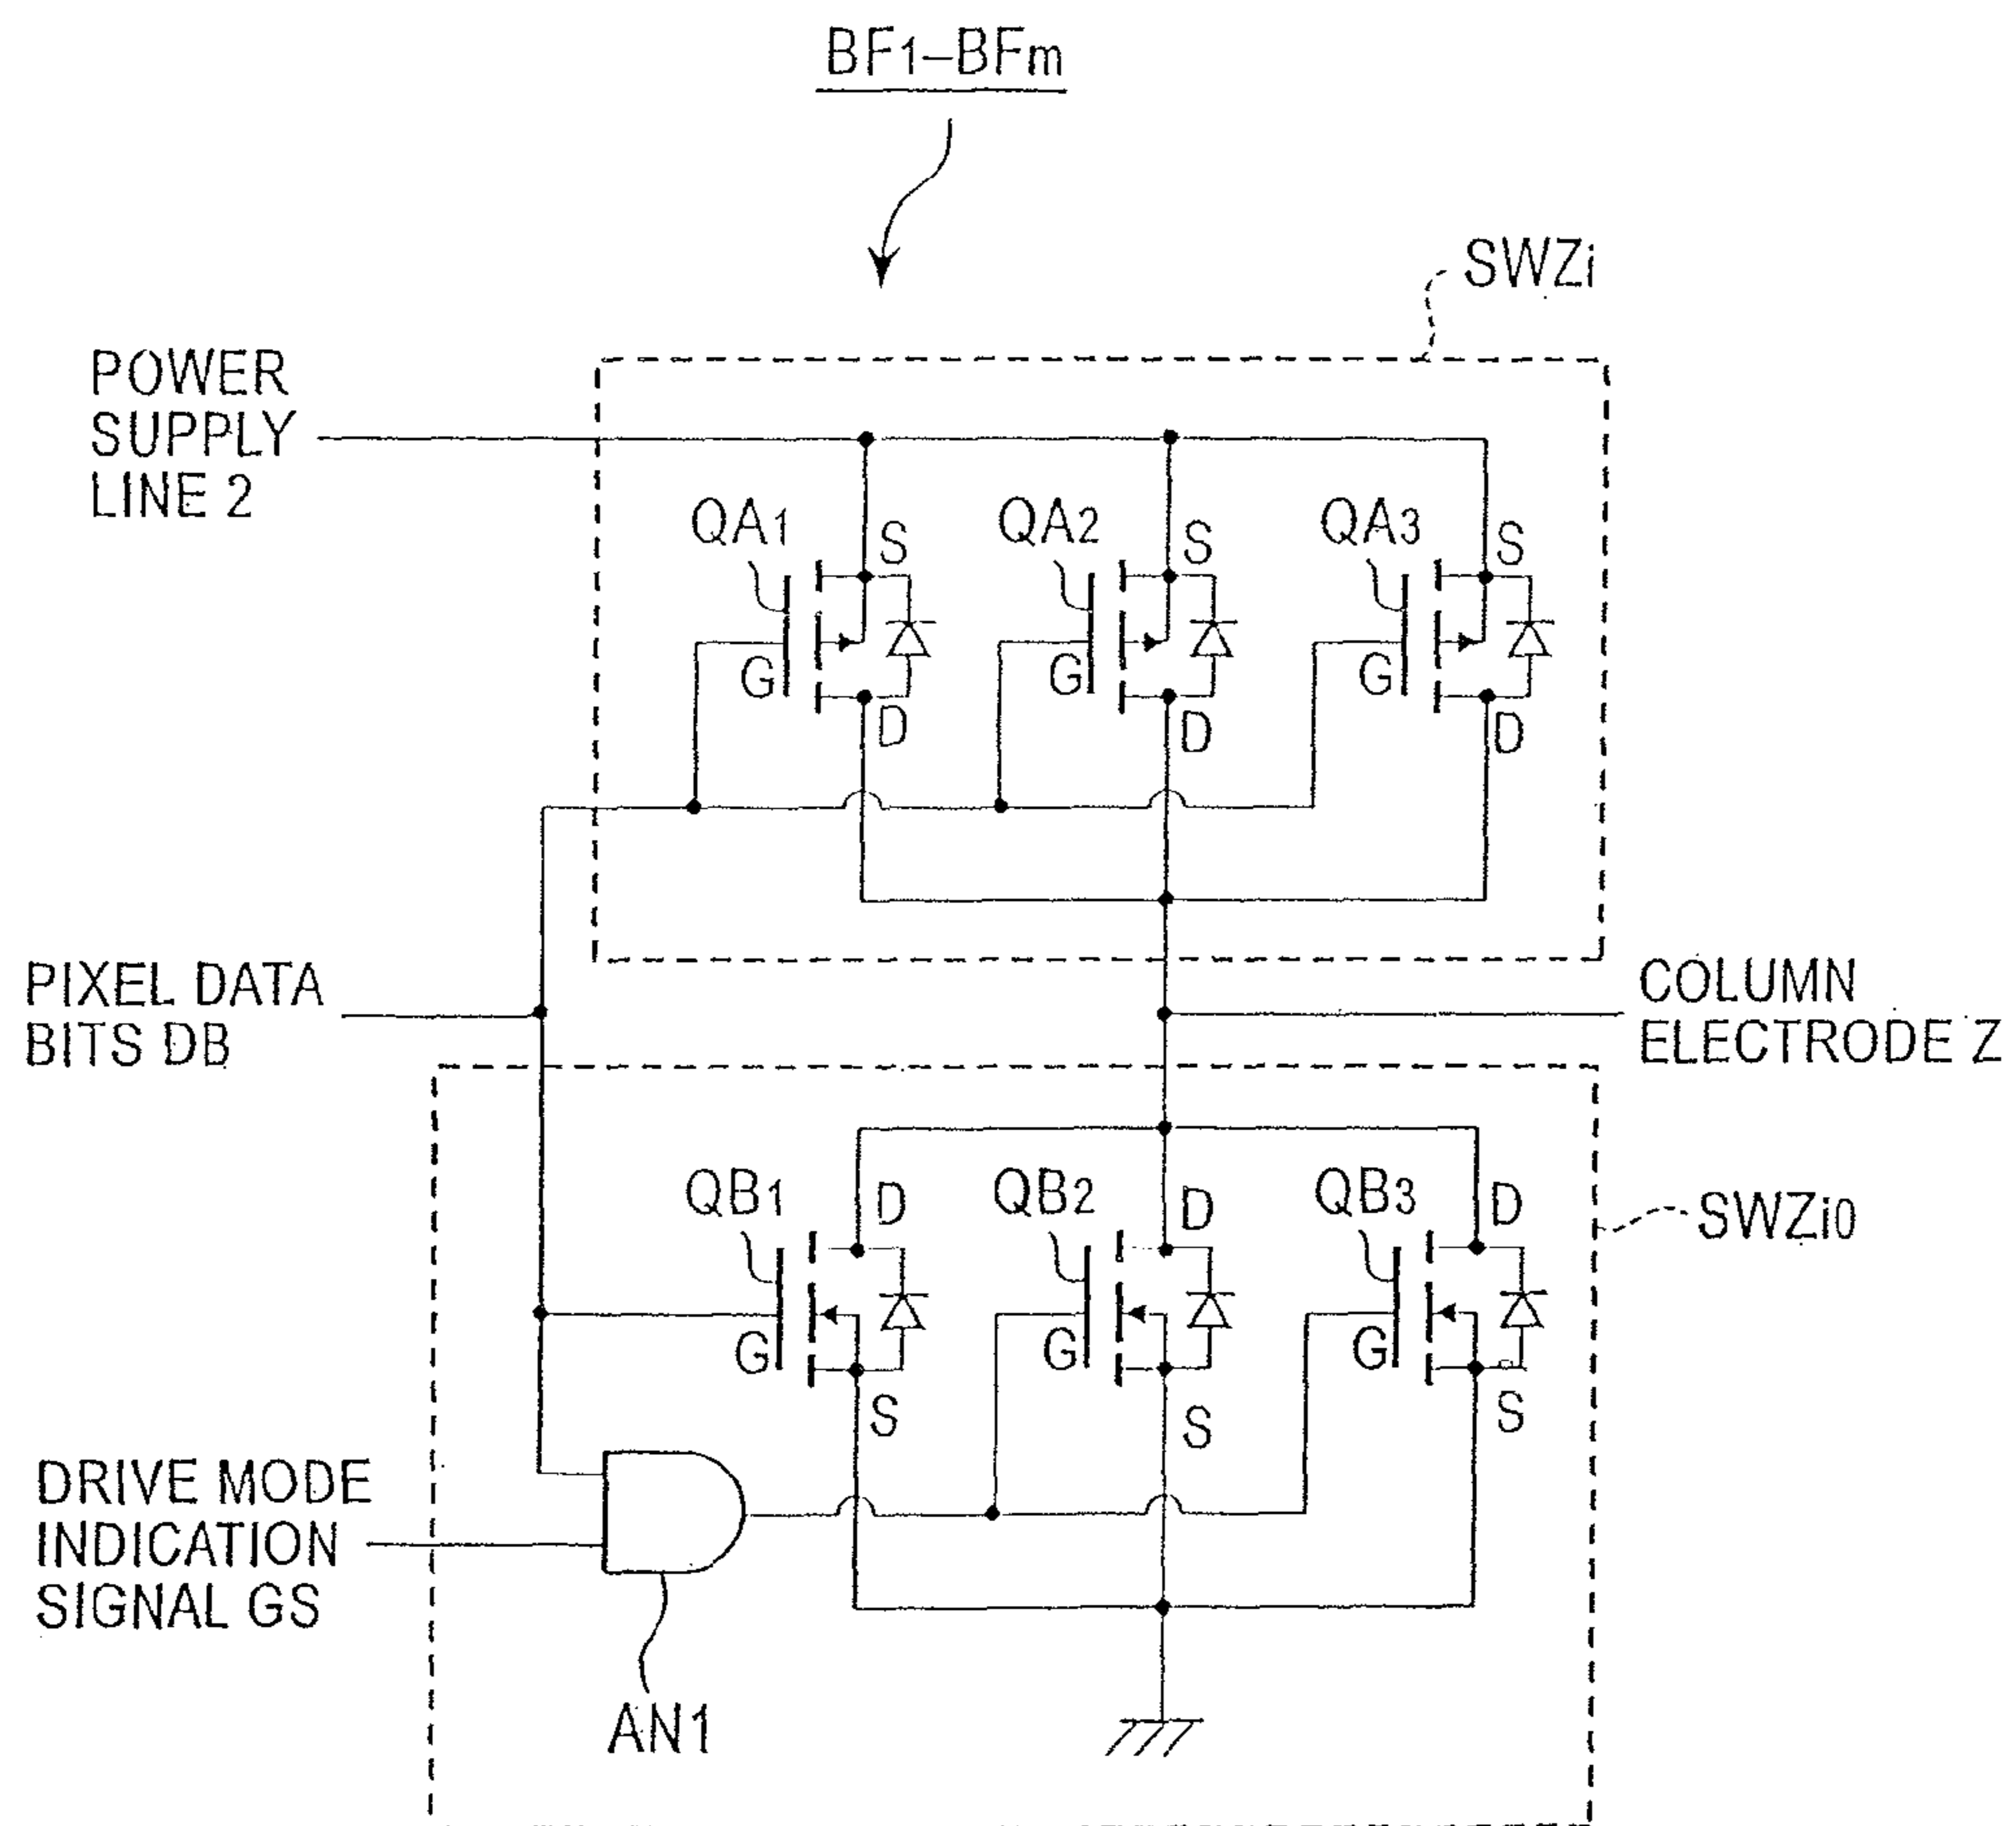 BF1–BFm
SWZi
POWER
SUPPLY
LINE 2
QA1
S
QA2
S
QA3
S
G
G
G
D
D
D
PIXEL DATA
BITS DB
COLUMN
ELECTRODE Z
QB1
D
QB2
D
QB3
D
SWZi0
G
G
G
S
S
S
DRIVE MODE
INDICATION
SIGNAL GS
AN1